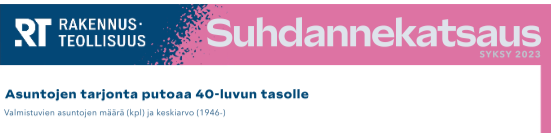 RT RAKENNUS-
TEOLLISUUS
Suhdannekatsaus
SYKSY 2023
Asuntojen tarjonta putoaa 40-luvun tasolle
Valmistuvien asuntojen määrä (kpl) ja keskiarvo (1946-)